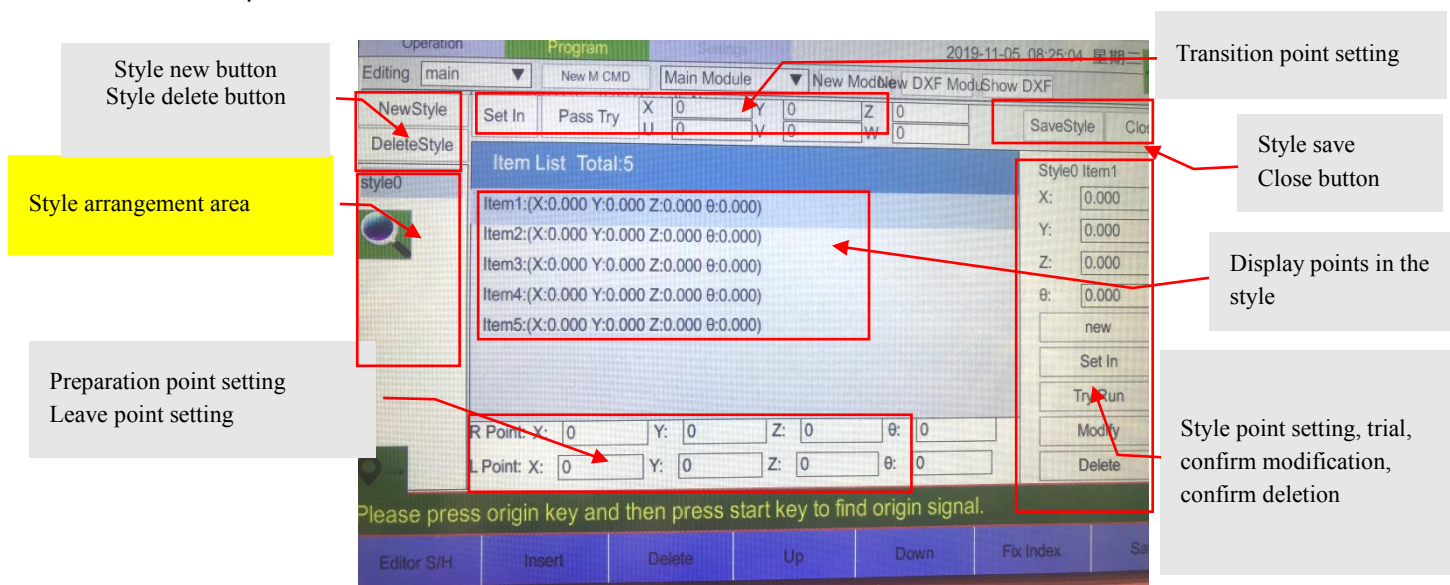 Operation Program Settings 2019-11-05 08:25:04 星期二
Transition point setting
Style new button
Style delete button
Editing main ▼ New M CMD Main Module ▼ New Module New DXF Modu Show DXF
NewStyle Set In Pass Try X 0 Y 0 Z 0
DeleteStyle U 0 V 0 W 0
SaveStyle Clos
Style save
Close button
Item List Total:5
Style arrangement area
style0
Item1:(X:0.000 Y:0.000 Z:0.000 θ:0.000)
Item2:(X:0.000 Y:0.000 Z:0.000 θ:0.000)
Item3:(X:0.000 Y:0.000 Z:0.000 θ:0.000)
Item4:(X:0.000 Y:0.000 Z:0.000 θ:0.000)
Item5:(X:0.000 Y:0.000 Z:0.000 θ:0.000)
Style0 Item1
X: 0.000
Y: 0.000
Z: 0.000
θ: 0.000
new
Set In
Try Run
Modify
Delete
Display points in the
style
Preparation point setting
Leave point setting
R Point: X: 0 Y: 0 Z: 0 θ: 0
L Point: X: 0 Y: 0 Z: 0 θ: 0
Style point setting, trial,
confirm modification,
confirm deletion
Please press origin key and then press start key to find origin signal.
Editor S/H Insert Delete Up Down Fix Index Sa